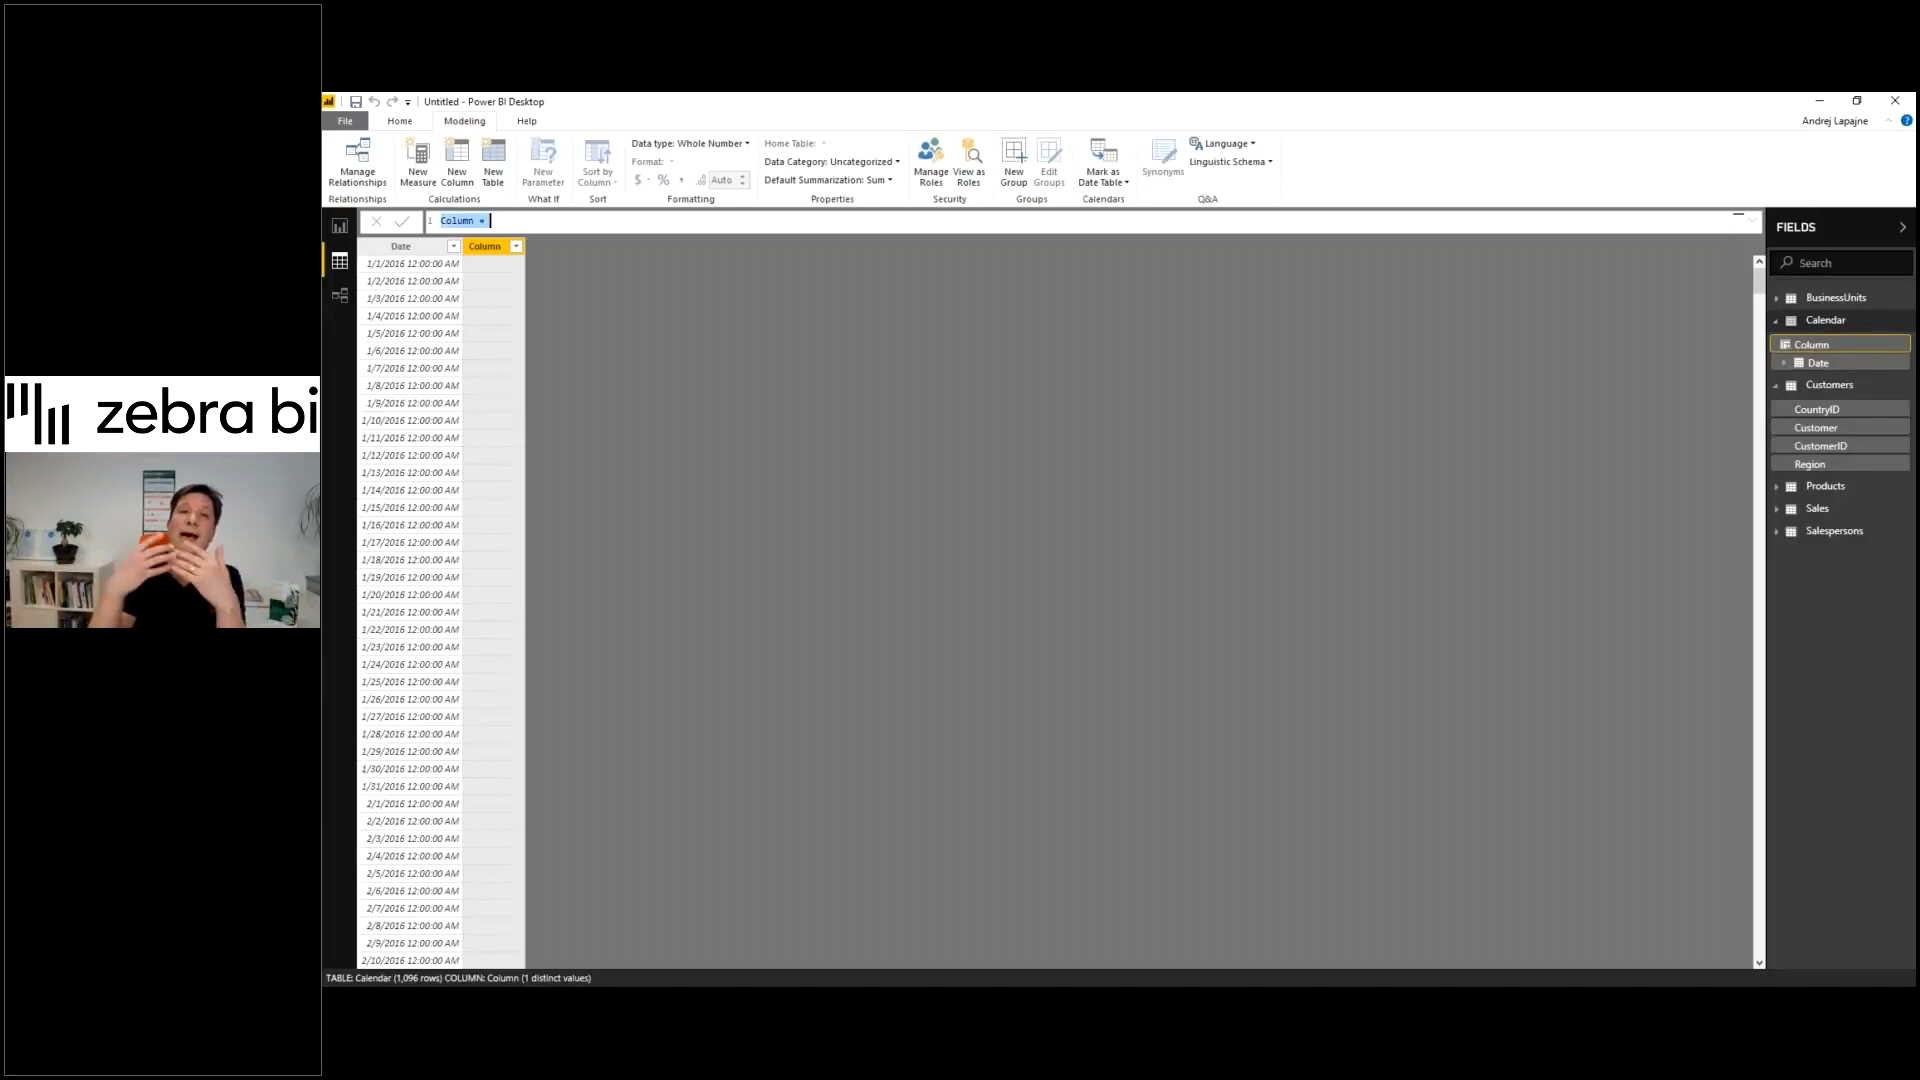 Untitled - Power BI Desktop
File Home Modeling Help
Andrej Lapajne
Manage Relationships
New Measure
New Column
New Table
New Parameter
Sort by Column
Data type: Whole Number
Format:
$ % , Auto
Home Table:
Data Category: Uncategorized
Default Summarization: Sum
Manage Roles
View as Roles
New Group
Edit Groups
Mark as Date Table
Synonyms
Language
Linguistic Schema
Relationships Calculations What If Sort Formatting Properties Security Groups Calendars Q&A
1 Column =
Date Column
1/1/2016 12:00:00 AM
1/2/2016 12:00:00 AM
1/3/2016 12:00:00 AM
1/4/2016 12:00:00 AM
1/5/2016 12:00:00 AM
1/6/2016 12:00:00 AM
1/7/2016 12:00:00 AM
1/8/2016 12:00:00 AM
1/9/2016 12:00:00 AM
1/10/2016 12:00:00 AM
1/11/2016 12:00:00 AM
1/12/2016 12:00:00 AM
1/13/2016 12:00:00 AM
1/14/2016 12:00:00 AM
1/15/2016 12:00:00 AM
1/16/2016 12:00:00 AM
1/17/2016 12:00:00 AM
1/18/2016 12:00:00 AM
1/19/2016 12:00:00 AM
1/20/2016 12:00:00 AM
1/21/2016 12:00:00 AM
1/22/2016 12:00:00 AM
1/23/2016 12:00:00 AM
1/24/2016 12:00:00 AM
1/25/2016 12:00:00 AM
1/26/2016 12:00:00 AM
1/27/2016 12:00:00 AM
1/28/2016 12:00:00 AM
1/29/2016 12:00:00 AM
1/30/2016 12:00:00 AM
1/31/2016 12:00:00 AM
2/1/2016 12:00:00 AM
2/2/2016 12:00:00 AM
2/3/2016 12:00:00 AM
2/4/2016 12:00:00 AM
2/5/2016 12:00:00 AM
2/6/2016 12:00:00 AM
2/7/2016 12:00:00 AM
2/8/2016 12:00:00 AM
2/9/2016 12:00:00 AM
2/10/2016 12:00:00 AM
TABLE: Calendar (1,096 rows) COLUMN: Column (1 distinct values)
FIELDS
Search
BusinessUnits
Calendar
Column
Date
Customers
CountryID
Customer
CustomerID
Region
Products
Sales
Salespersons
zebra bi